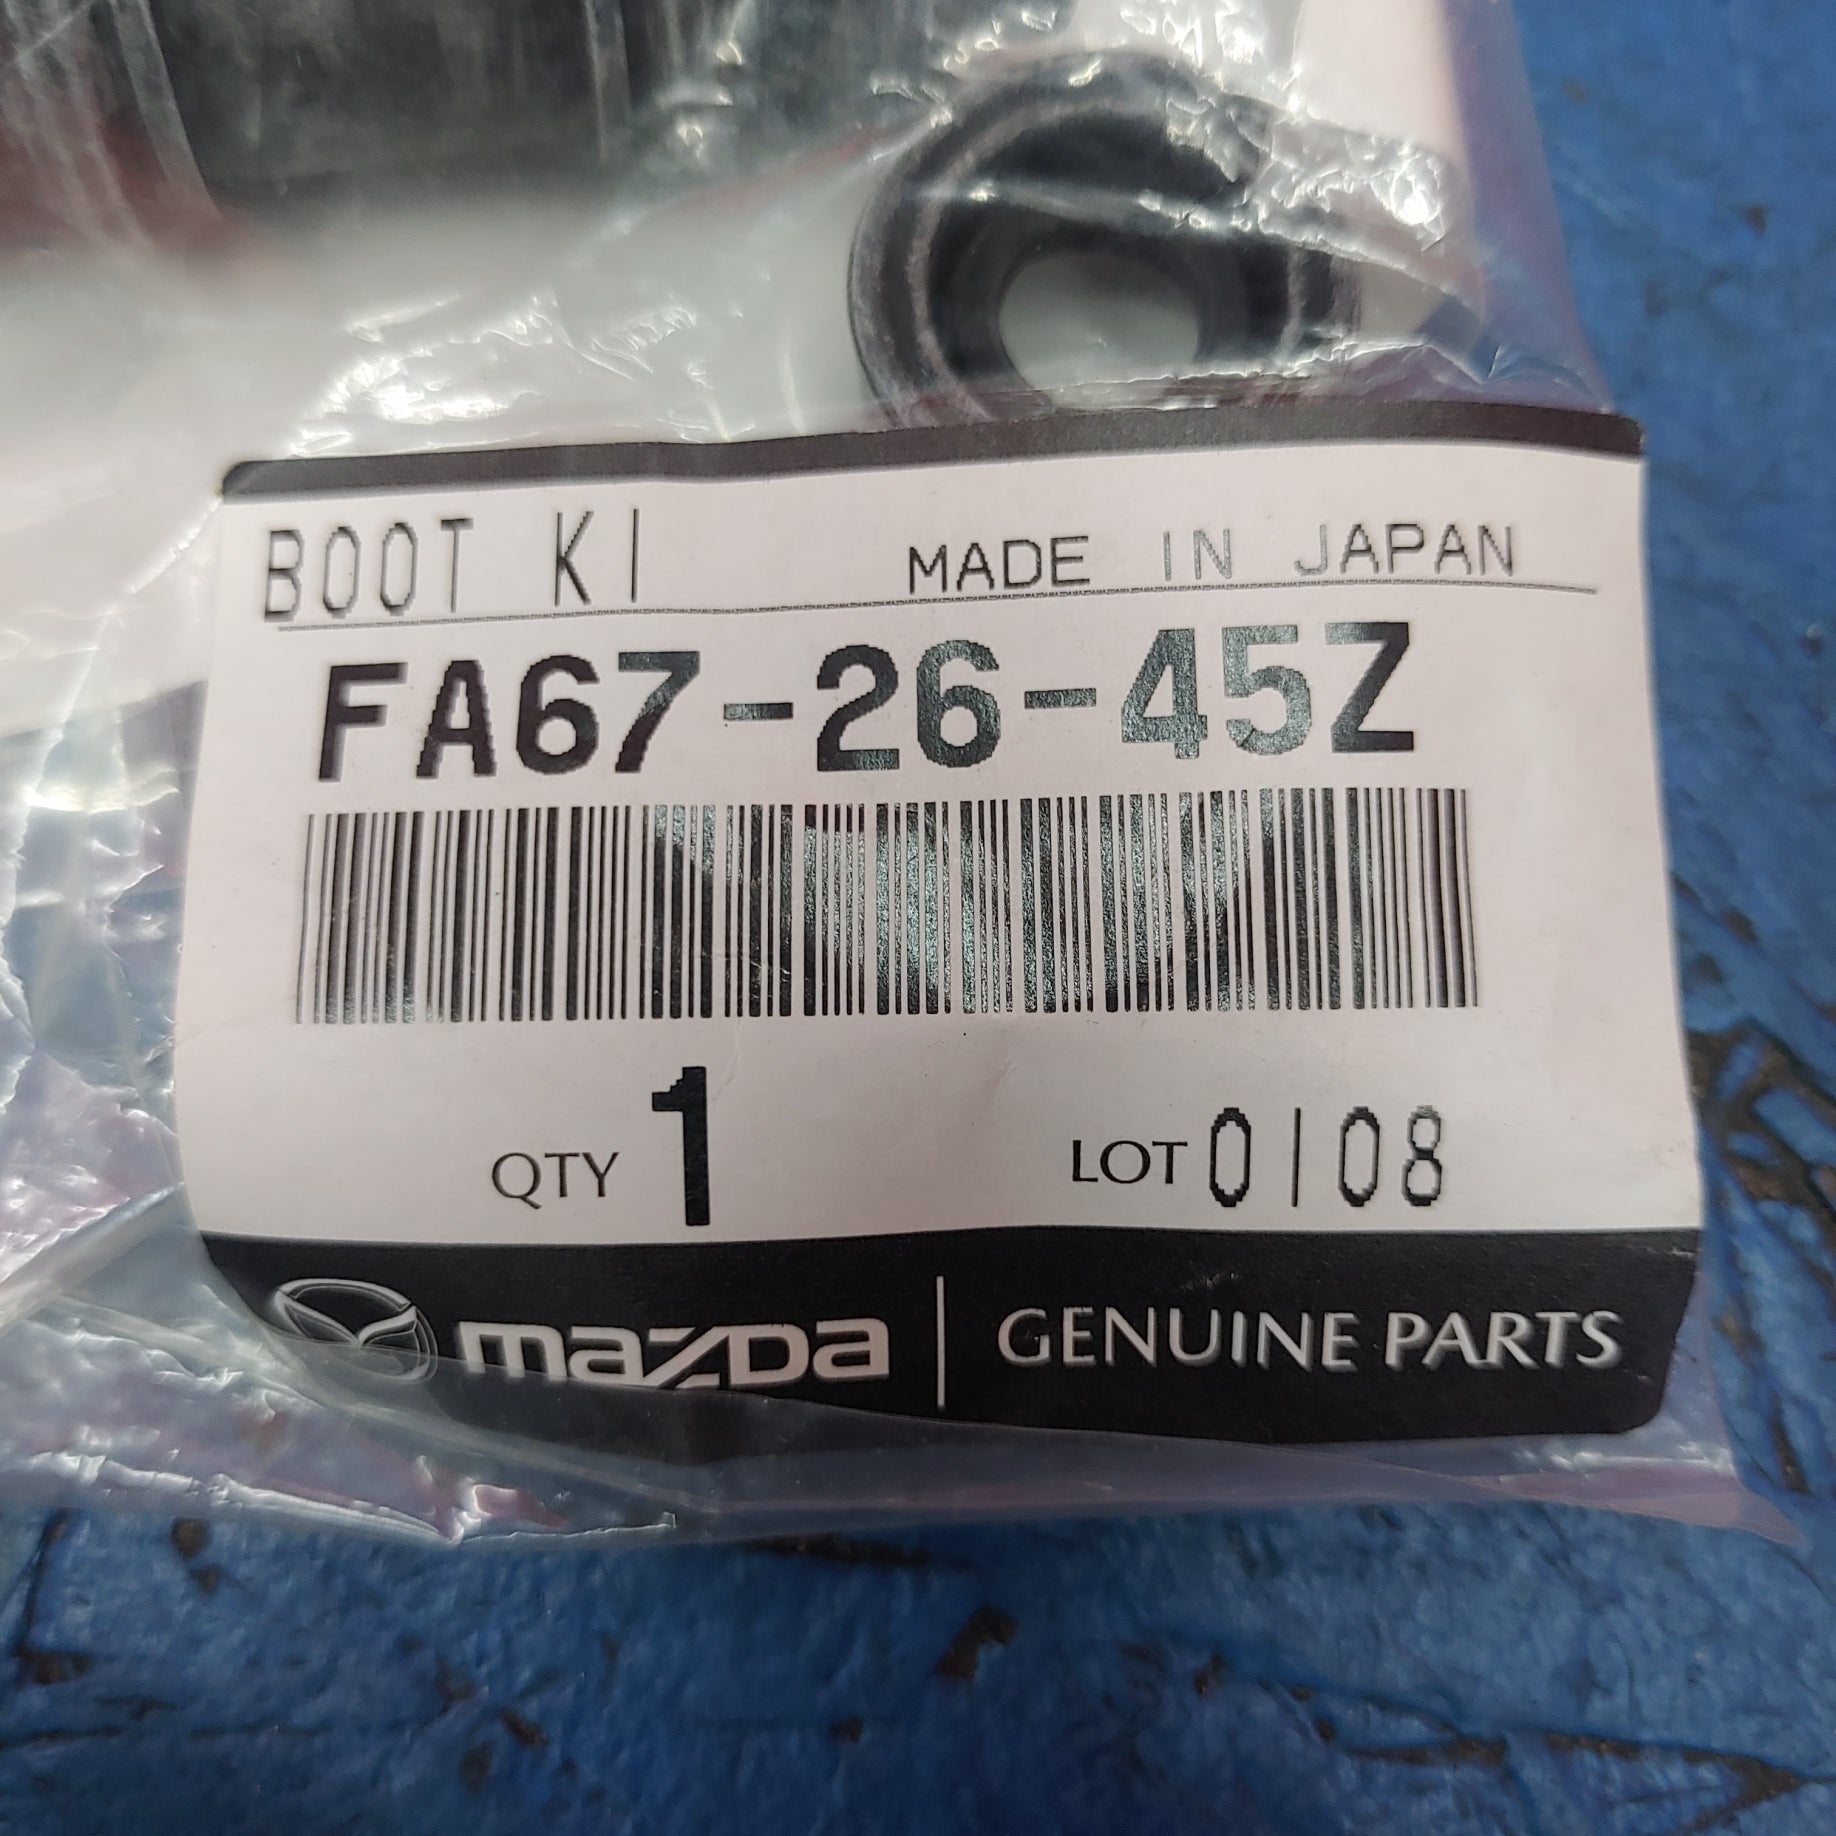 BOOT KI MADE IN JAPAN
FA67-26-45Z
QTY 1 LOT 0108
mazDa | GENUINE PARTS